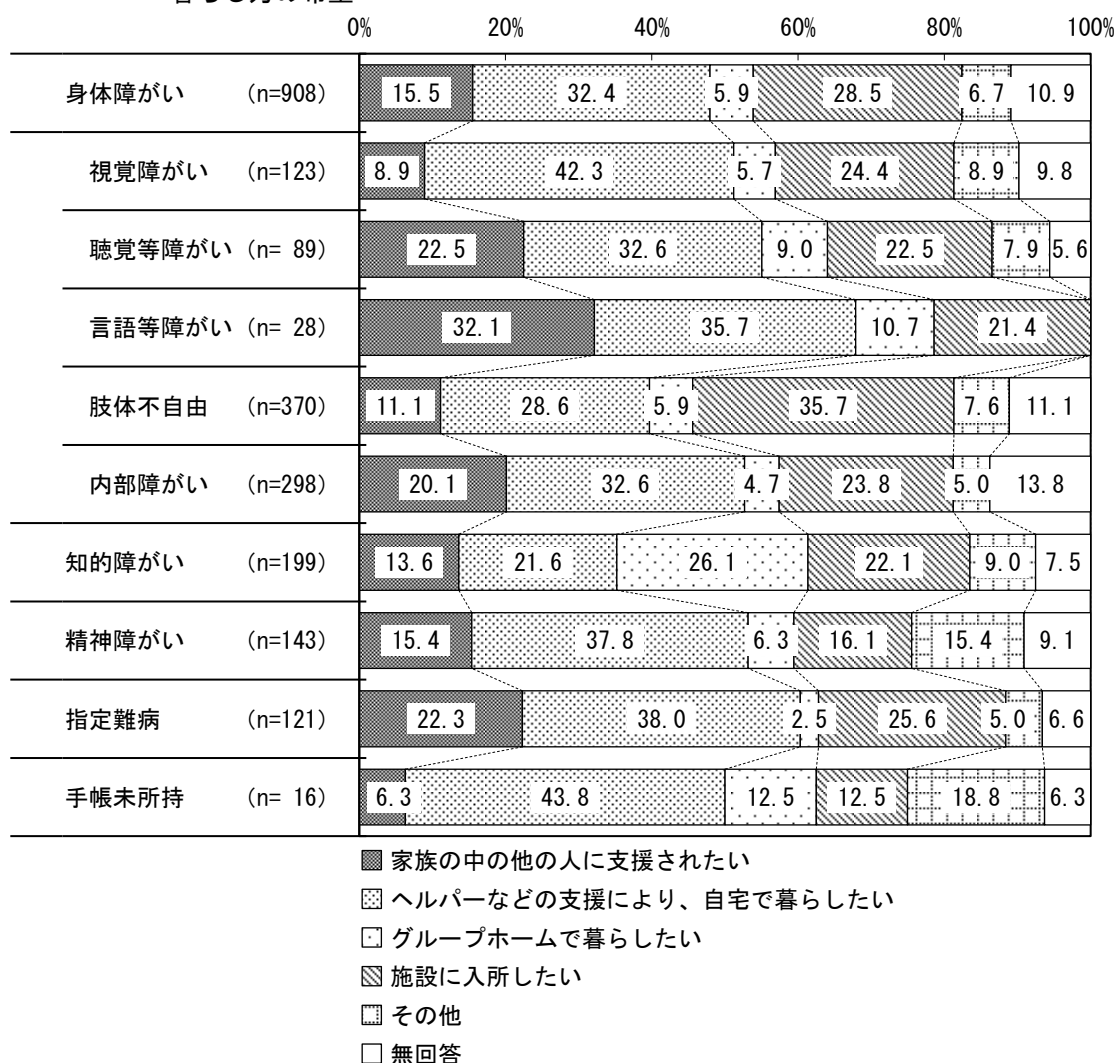 0% 20% 40% 60% 80% 100%
身体障がい (n=908) 15.5 32.4 5.9 28.5 6.7 10.9
視覚障がい (n=123) 8.9 42.3 5.7 24.4 8.9 9.8
聴覚等障がい (n= 89) 22.5 32.6 9.0 22.5 7.9 5.6
言語等障がい (n= 28) 32.1 35.7 10.7 21.4
肢体不自由 (n=370) 11.1 28.6 5.9 35.7 7.6 11.1
内部障がい (n=298) 20.1 32.6 4.7 23.8 5.0 13.8
知的障がい (n=199) 13.6 21.6 26.1 22.1 9.0 7.5
精神障がい (n=143) 15.4 37.8 6.3 16.1 15.4 9.1
指定難病 (n=121) 22.3 38.0 2.5 25.6 5.0 6.6
手帳未所持 (n= 16) 6.3 43.8 12.5 12.5 18.8 6.3
家族の中の他の人に支援されたい
ヘルパーなどの支援により、自宅で暮らしたい
グループホームで暮らしたい
施設に入所したい
その他
無回答